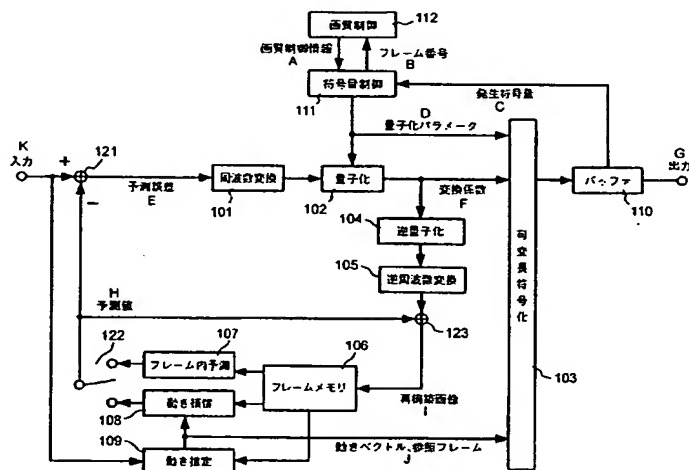 112
画質制御
画質制御情報
A
フレーム番号
B
符号量制御
111
発生符号量
C
D
量子化パラメータ
K
入力
+
121
−
予測誤差
E
周波数変換
101
量子化
102
変換係数
F
G
出力
バッファ
110
104
逆量子化
105
逆周波数変換
可変長符号化
103
H
予測値
123
122
107
フレーム内予測
106
フレームメモリ
動き補償
108
再構築画像
I
109
動き推定
動きベクトル、参照フレーム
J